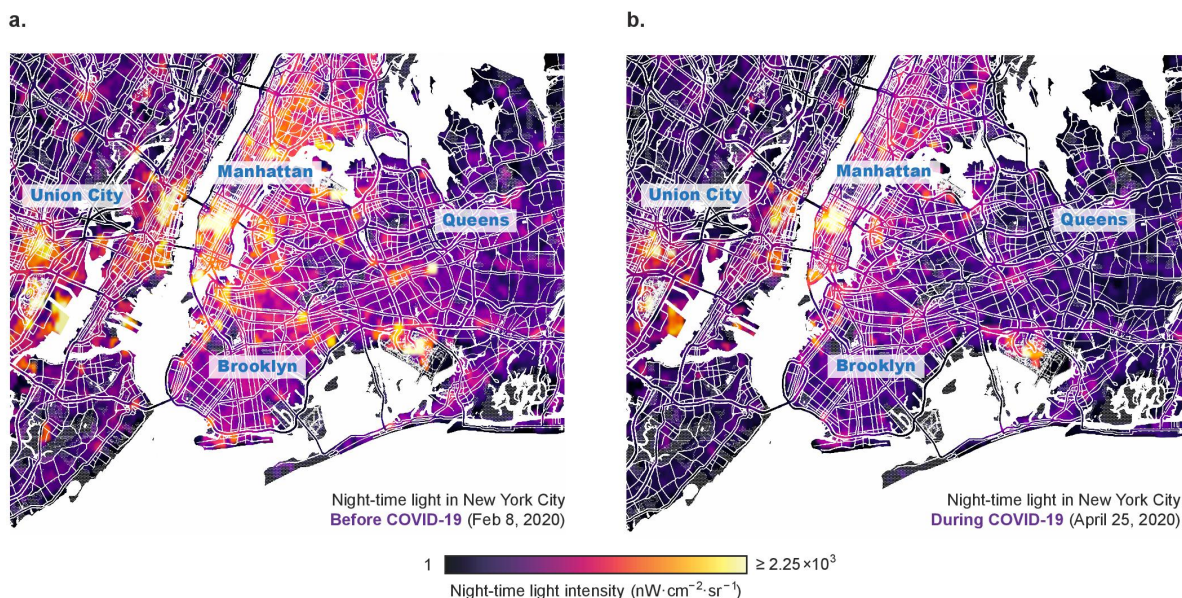 a.
Union City
Manhattan
Queens
Brooklyn
Night-time light in New York City
Before COVID-19 (Feb 8, 2020)
b.
Union City
Manhattan
Queens
Brooklyn
Night-time light in New York City
During COVID-19 (April 25, 2020)
1
≥ 2.25 ×10³
Night-time light intensity (nW·cm⁻²·sr⁻¹)